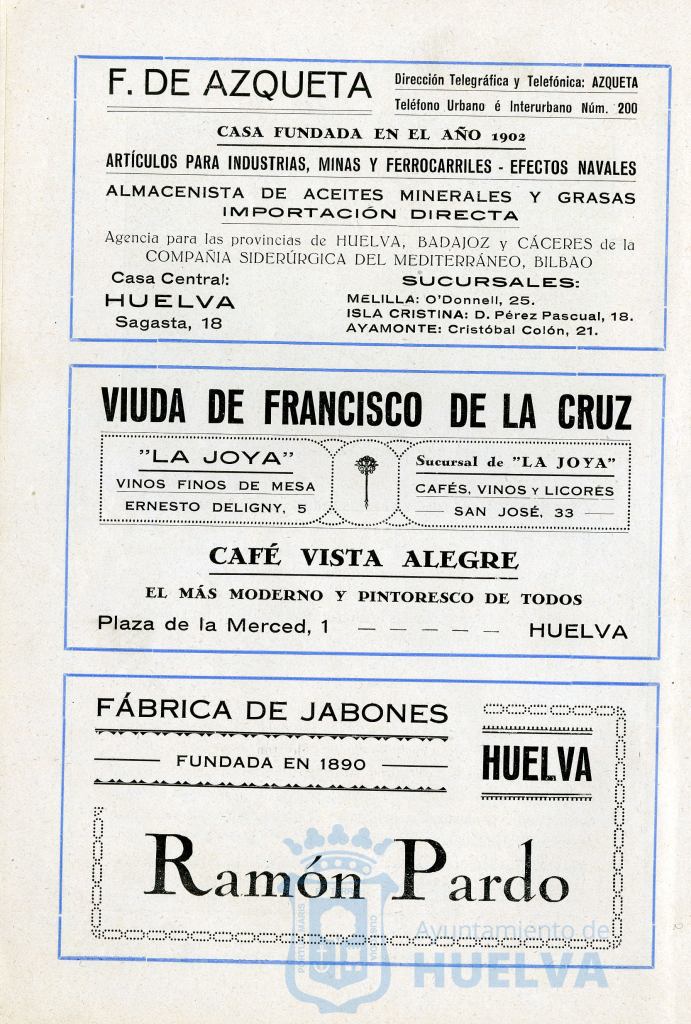 F. DE AZQUETA
Dirección Telegráfica y Telefónica: AZQUETA
Teléfono Urbano é Interurbano Núm. 200
CASA FUNDADA EN EL AÑO 1902
ARTÍCULOS PARA INDUSTRIAS, MINAS Y FERROCARRILES - EFECTOS NAVALES
ALMACENISTA DE ACEITES MINERALES Y GRASAS
IMPORTACIÓN DIRECTA
Agencia para las provincias de HUELVA, BADAJOZ y CÁCERES de la
COMPAÑIA SIDERÚRGICA DEL MEDITERRÁNEO, BILBAO
Casa Central:
HUELVA
Sagasta, 18
SUCURSALES:
MELILLA: O'Donnell, 25.
ISLA CRISTINA: D. Pérez Pascual, 18.
AYAMONTE: Cristóbal Colón, 21.
VIUDA DE FRANCISCO DE LA CRUZ
"LA JOYA"
VINOS FINOS DE MESA
ERNESTO DELIGNY, 5
Sucursal de "LA JOYA"
CAFÉS, VINOS Y LICORES
SAN JOSÉ, 33
CAFÉ VISTA ALEGRE
EL MÁS MODERNO Y PINTORESCO DE TODOS
Plaza de la Merced, 1 — — — — — HUELVA
FÁBRICA DE JABONES
FUNDADA EN 1890
HUELVA
Ramón Pardo
Ayuntamiento de
HUELVA